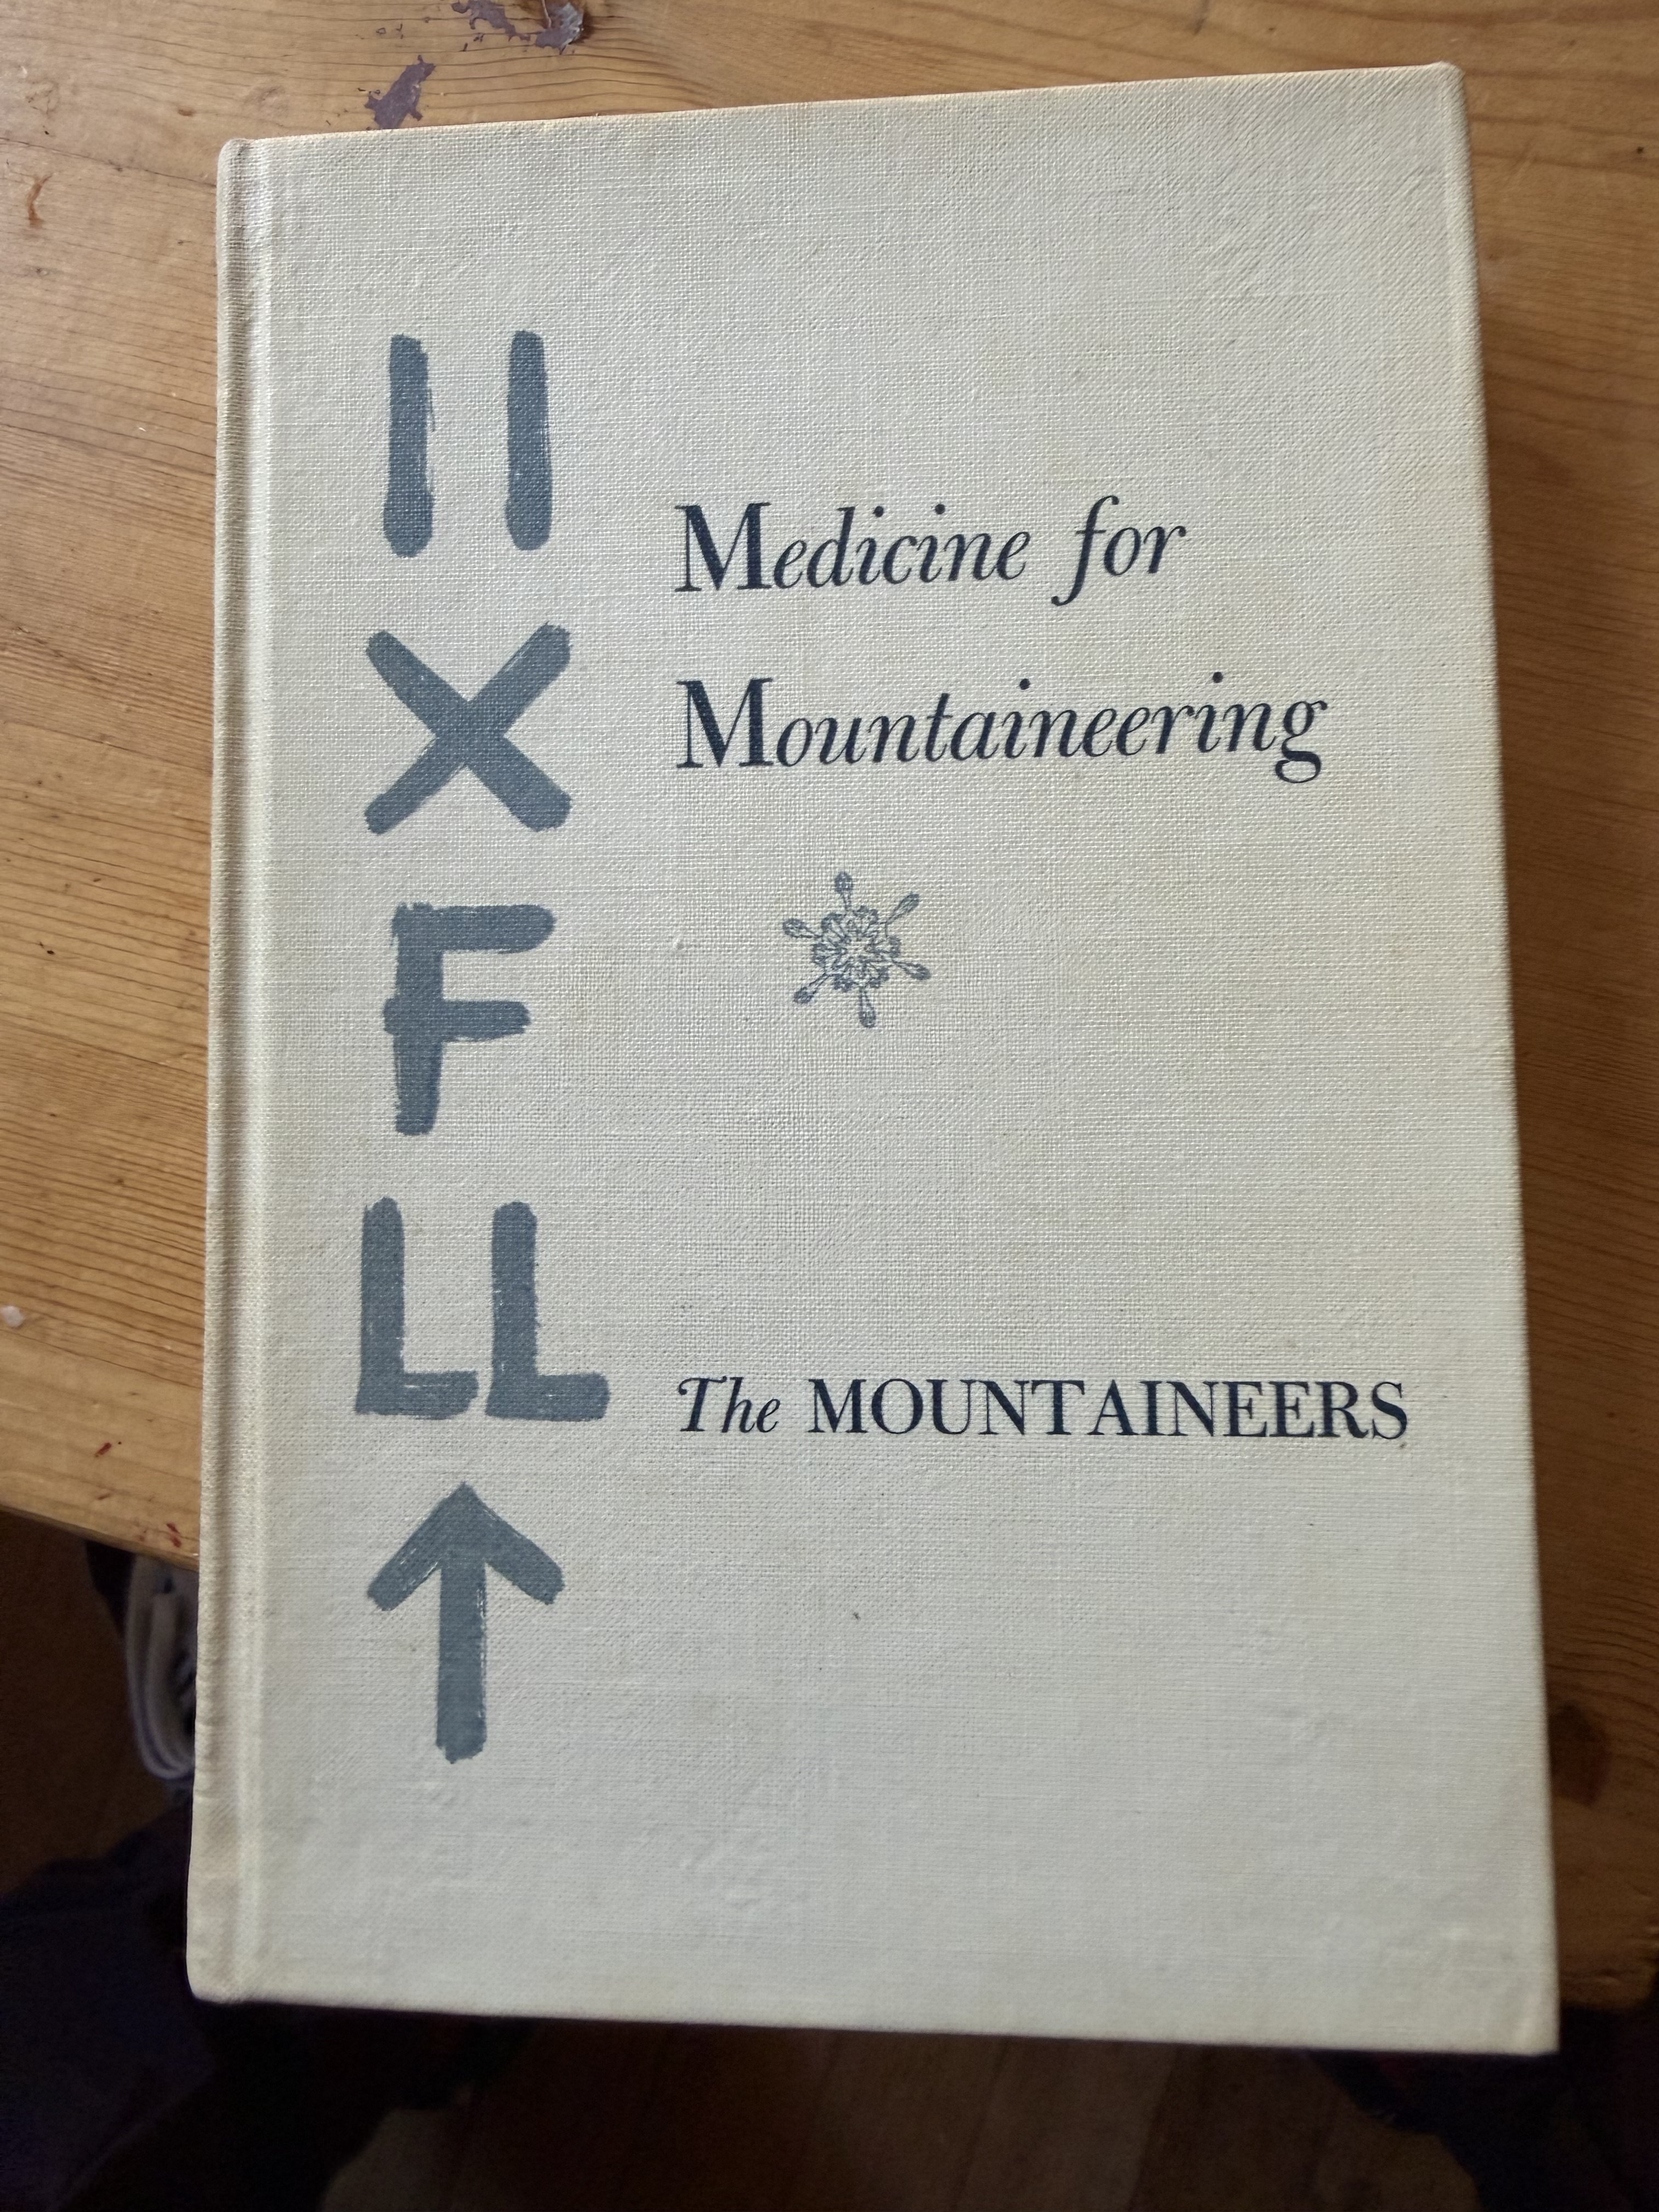 II
X
F
LL
↑
Medicine for
Mountaineering
The MOUNTAINEERS